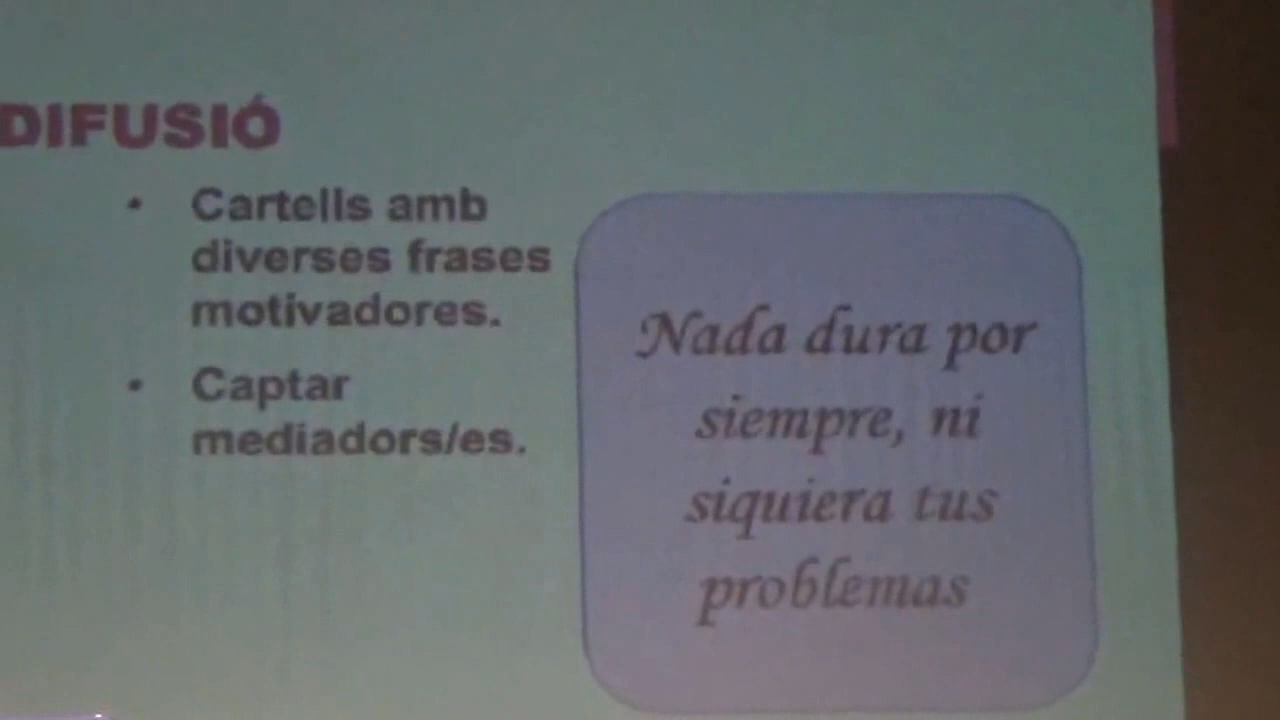 DIFUSIÓ
• Cartells amb
diverses frases
motivadores.
• Captar
mediadors/es.
Nada dura por
siempre, ni
siquiera tus
problemas